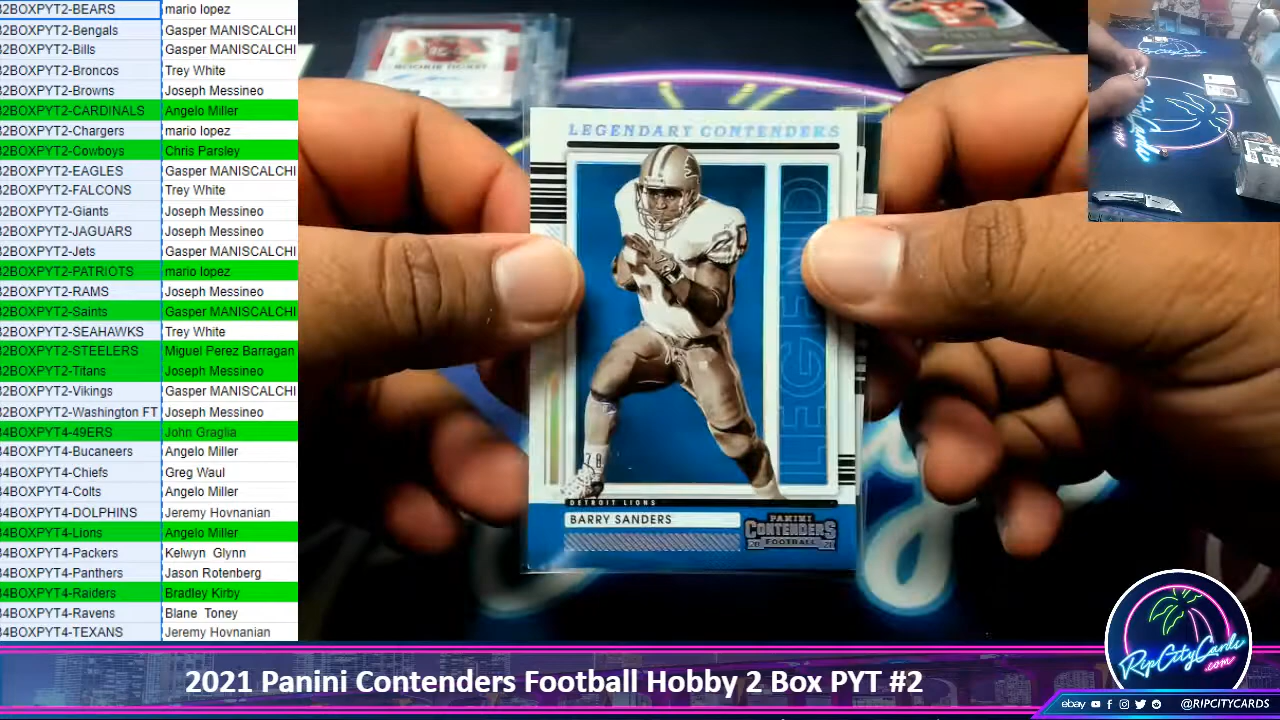 32BOXPYT2-BEARS mario lopez
32BOXPYT2-Bengals Gasper MANISCALCHI
32BOXPYT2-Bills Gasper MANISCALCHI
32BOXPYT2-Broncos Trey White
32BOXPYT2-Browns Joseph Messineo
32BOXPYT2-CARDINALS Angelo Miller
32BOXPYT2-Chargers mario lopez
32BOXPYT2-Cowboys Chris Parsley
32BOXPYT2-EAGLES Gasper MANISCALCHI
32BOXPYT2-FALCONS Trey White
32BOXPYT2-Giants Joseph Messineo
32BOXPYT2-JAGUARS Joseph Messineo
32BOXPYT2-Jets Gasper MANISCALCHI
32BOXPYT2-PATRIOTS mario lopez
32BOXPYT2-RAMS Joseph Messineo
32BOXPYT2-Saints Gasper MANISCALCHI
32BOXPYT2-SEAHAWKS Trey White
32BOXPYT2-STEELERS Miguel Perez Barragan
32BOXPYT2-Titans Joseph Messineo
32BOXPYT2-Vikings Gasper MANISCALCHI
32BOXPYT2-Washington FT Joseph Messineo
34BOXPYT4-49ERS John Graglia
34BOXPYT4-Bucaneers Angelo Miller
34BOXPYT4-Chiefs Greg Waul
34BOXPYT4-Colts Angelo Miller
34BOXPYT4-DOLPHINS Jeremy Hovnanian
34BOXPYT4-Lions Angelo Miller
34BOXPYT4-Packers Kelwyn Glynn
34BOXPYT4-Panthers Jason Rotenberg
34BOXPYT4-Raiders Bradley Kirby
34BOXPYT4-Ravens Blane Toney
34BOXPYT4-TEXANS Jeremy Hovnanian
ROOKIE TICKET
LEGENDARY CONTENDERS
LEGEND
DETROIT LIONS
BARRY SANDERS
PANINI
CONTENDERS
20 FOOTBALL 21
RipCityCards
.com
2021 Panini Contenders Football Hobby 2 Box PYT #2
ebay @RIPCITYCARDS